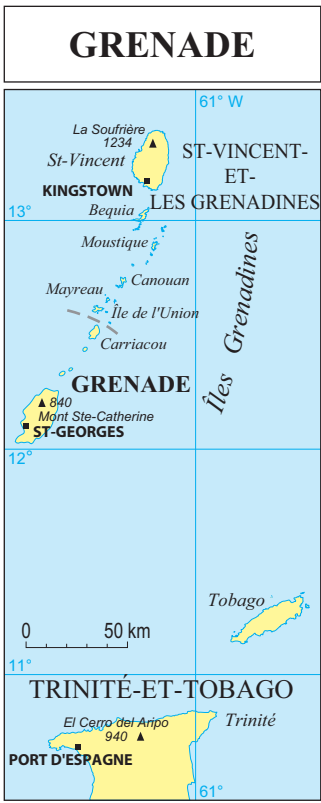 GRENADE
61° W
La Soufrière
1234
St-Vincent
ST-VINCENT-
ET-
LES GRENADINES
KINGSTOWN
Bequia
13°
Moustique
Canouan
Mayreau
Île de l'Union
Carriacou
Îles Grenadines
GRENADE
840
Mont Ste-Catherine
ST-GEORGES
12°
Tobago
0 50 km
11°
TRINITÉ-ET-TOBAGO
El Cerro del Aripo
940
Trinité
PORT D'ESPAGNE
61°